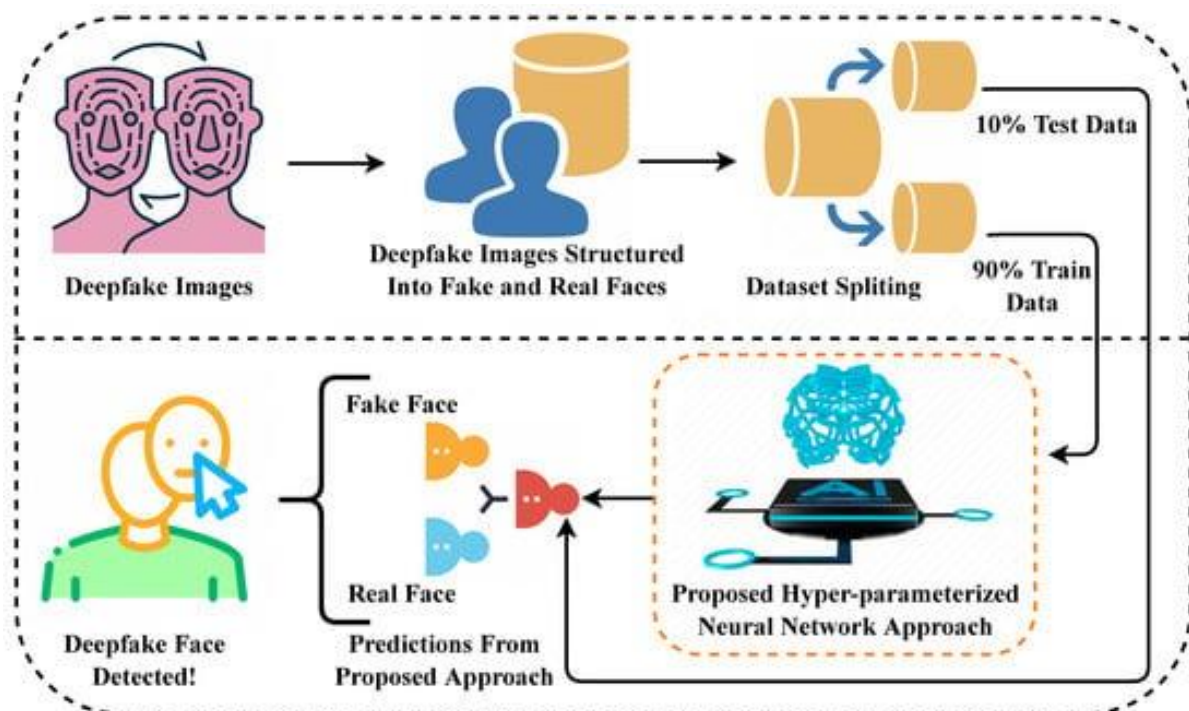 10% Test Data
Deepfake Images Structured
Into Fake and Real Faces
Deepfake Images
Dataset Spliting
90% Train
Data
Fake Face
AI
Real Face
Proposed Hyper-parameterized
Neural Network Approach
Deepfake Face
Detected!
Predictions From
Proposed Approach